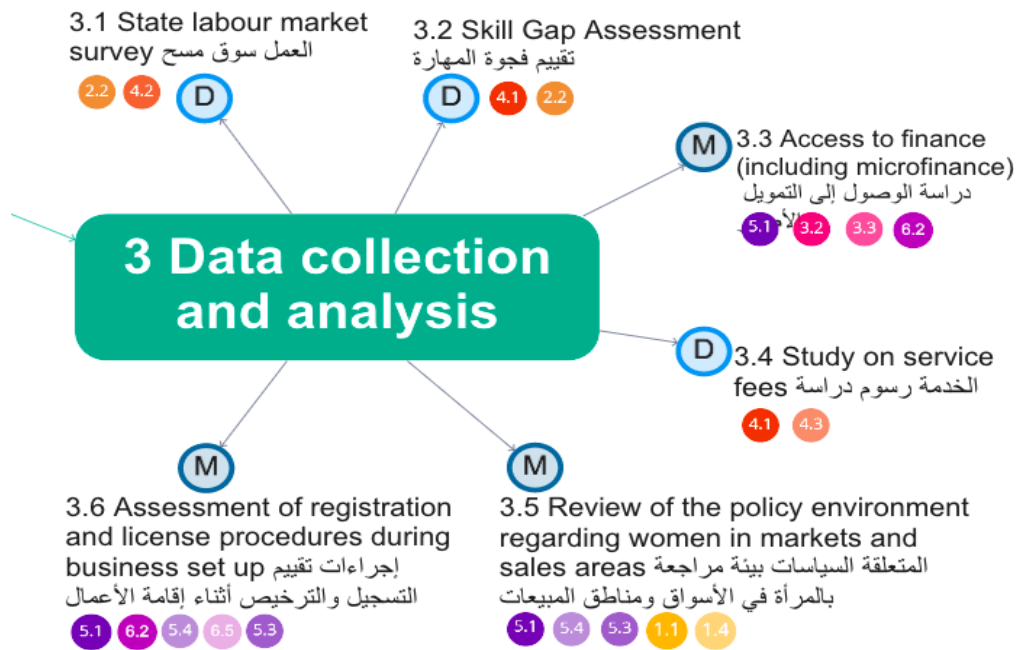 3.1 State labour market
survey العمل سوق مسح
2.2 4.2 D
3.2 Skill Gap Assessment
تقييم فجوة المهارة
D 4.1 2.2
M
3.3 Access to finance
(including microfinance)
دراسة الوصول إلى التمويل
5.1 3.2 3.3 6.2
3 Data collection
and analysis
D
3.4 Study on service
fees الخدمة رسوم دراسة
4.1 4.3
M
3.6 Assessment of registration
and license procedures during
business set up إجراءات تقييم
التسجيل والترخيص أثناء إقامة الأعمال
5.1 6.2 5.4 6.5 5.3
M
3.5 Review of the policy environment
regarding women in markets and
sales areas المتعلقة السياسات بيئة مراجعة
بالمرأة في الأسواق ومناطق المبيعات
5.1 5.4 5.3 1.1 1.4